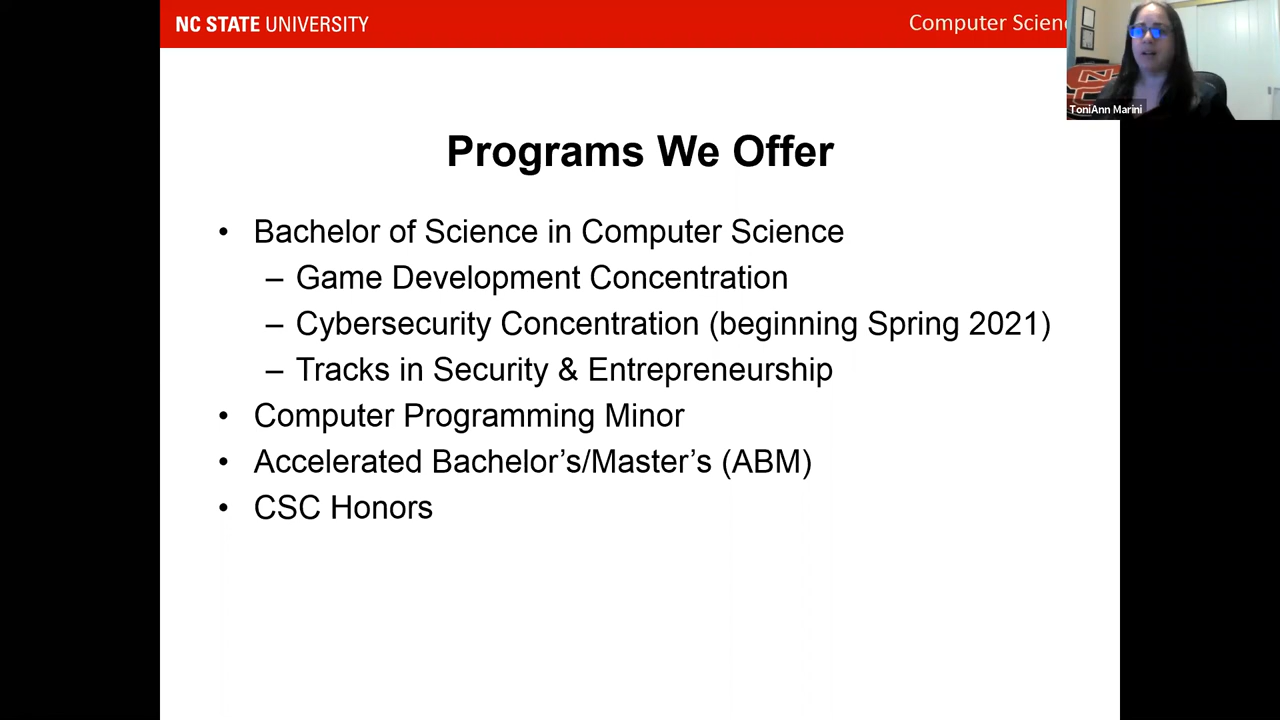 NC STATE UNIVERSITY
Computer Scienc
ToniAnn Marini
Programs We Offer
• Bachelor of Science in Computer Science
– Game Development Concentration
– Cybersecurity Concentration (beginning Spring 2021)
– Tracks in Security & Entrepreneurship
• Computer Programming Minor
• Accelerated Bachelor’s/Master’s (ABM)
• CSC Honors